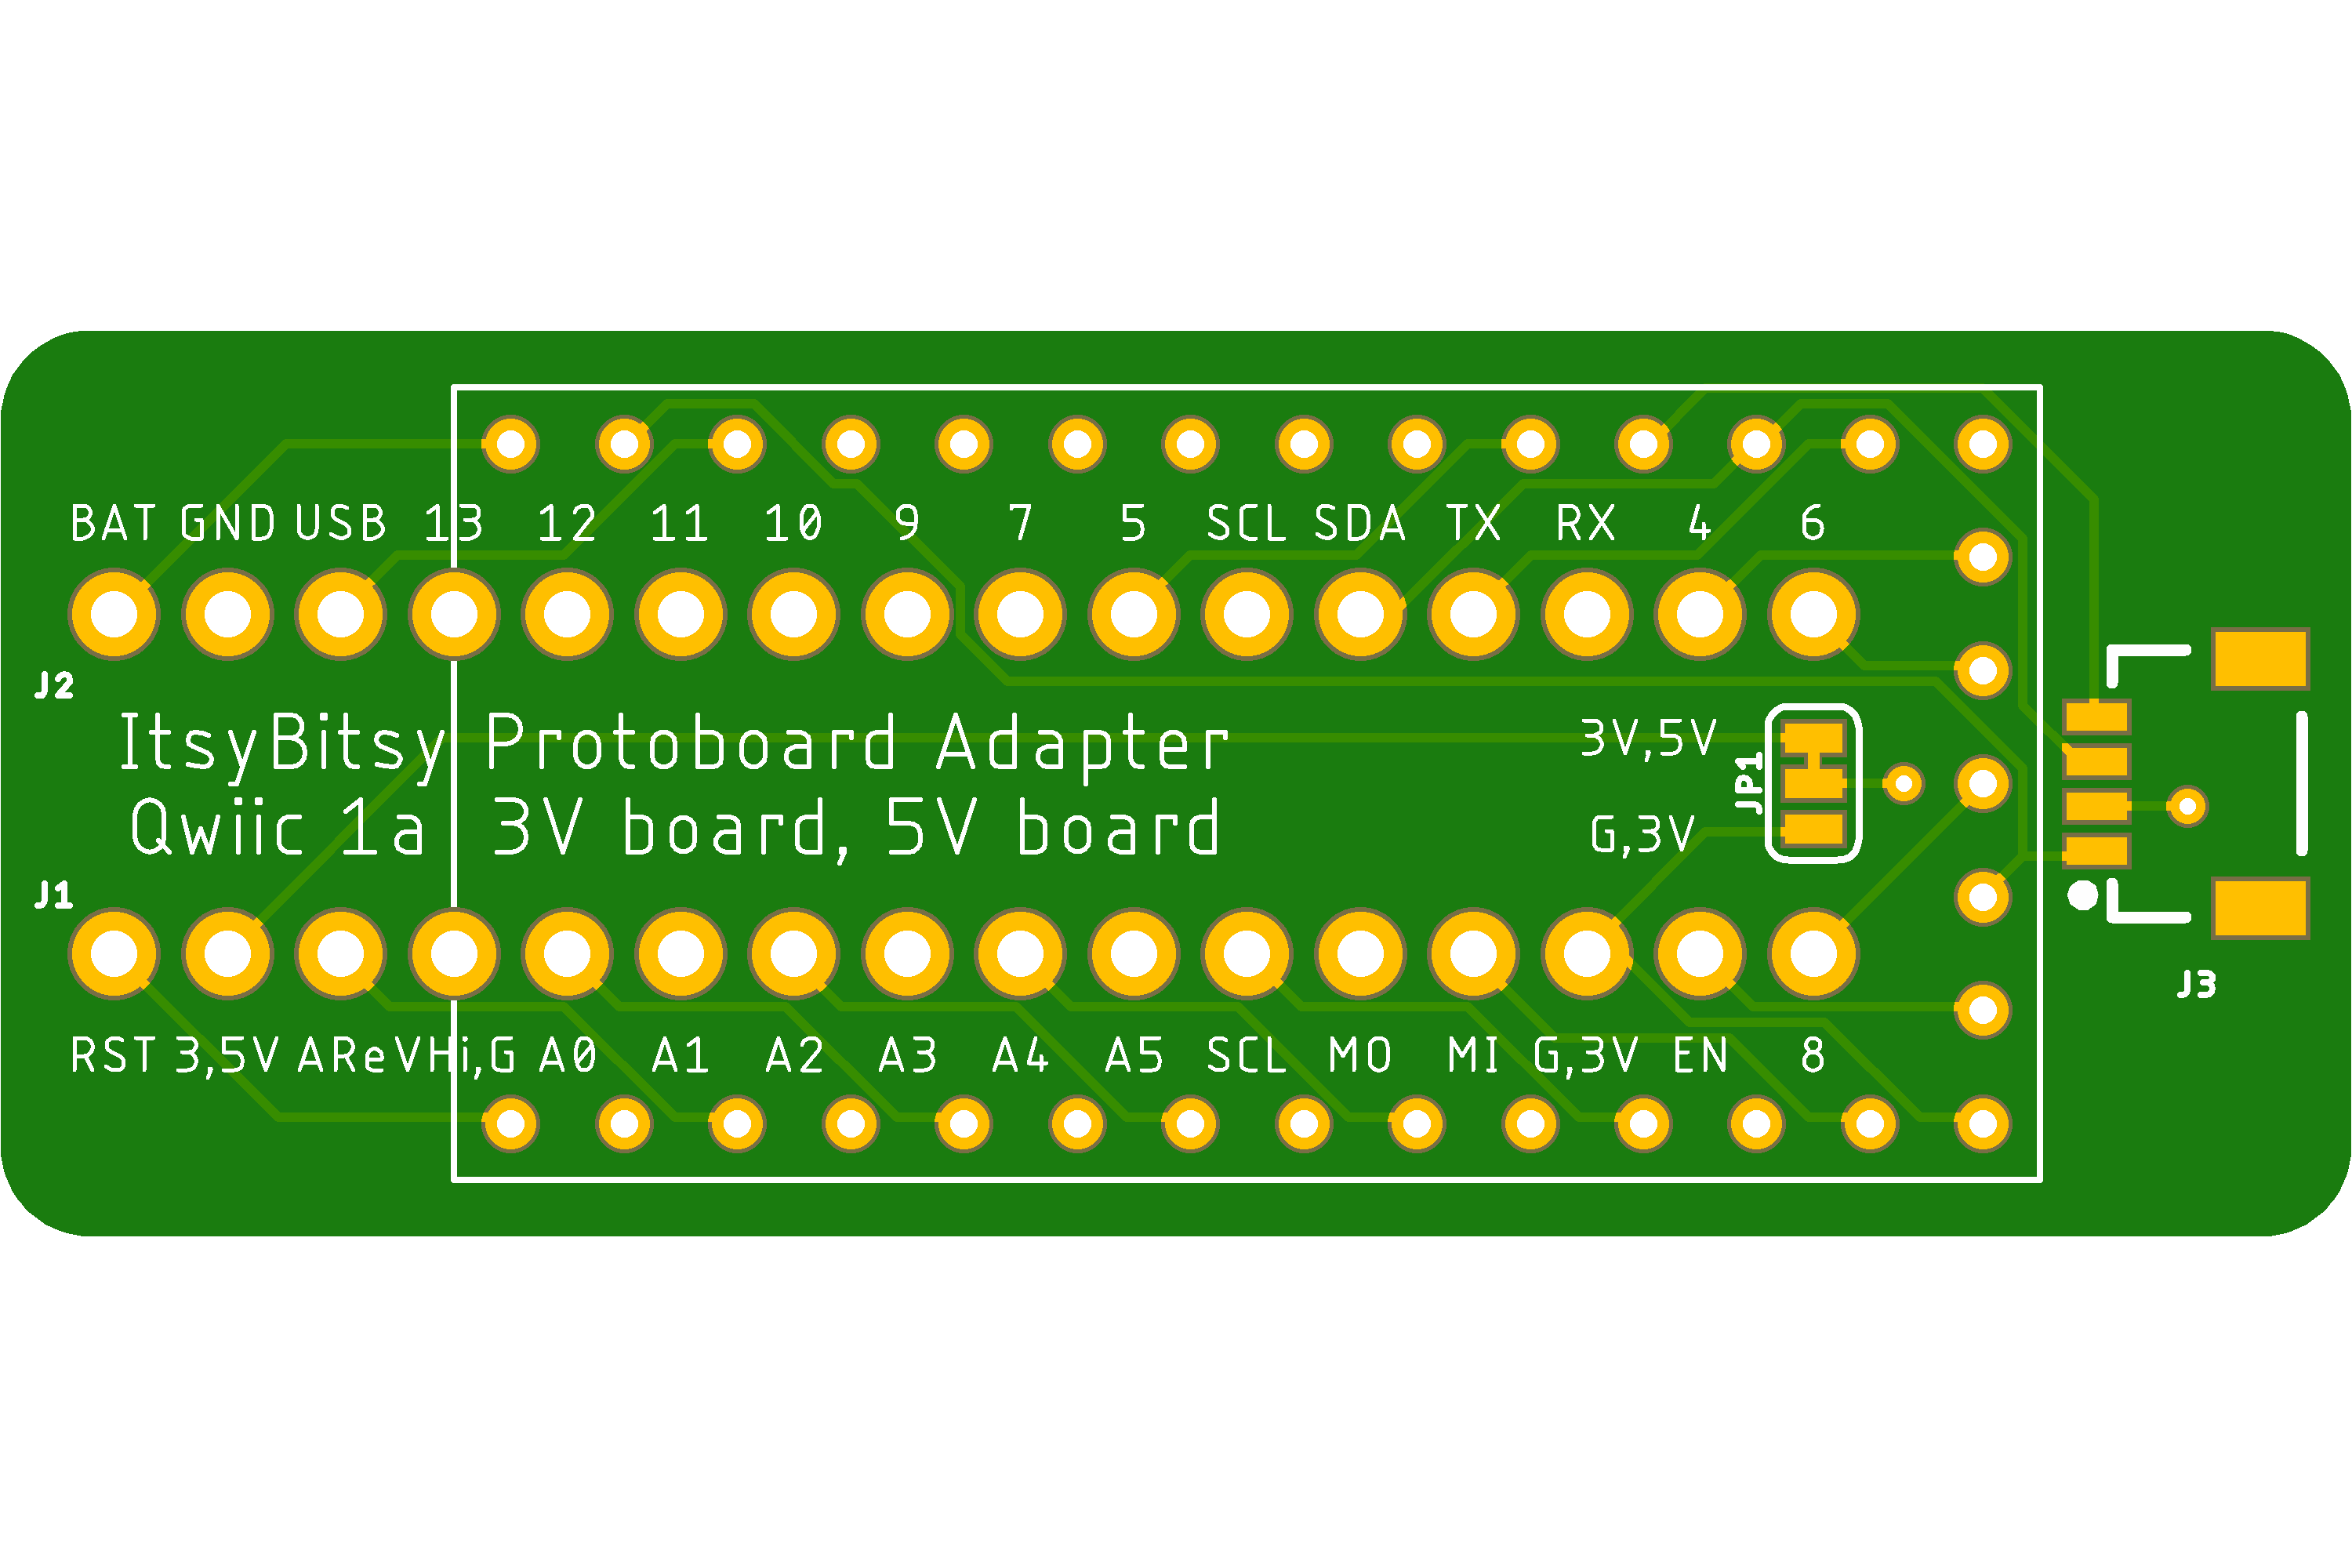 BAT GND USB 13 12 11 10 9 7 5 SCL SDA TX RX 4 6
J2
ItsyBitsy Protoboard Adapter
3V,5V
JP1
Qwiic 1a 3V board, 5V board
G,3V
J1
J3
RST 3,5V AReVHi,G A0 A1 A2 A3 A4 A5 SCL MO MI G,3V EN 8